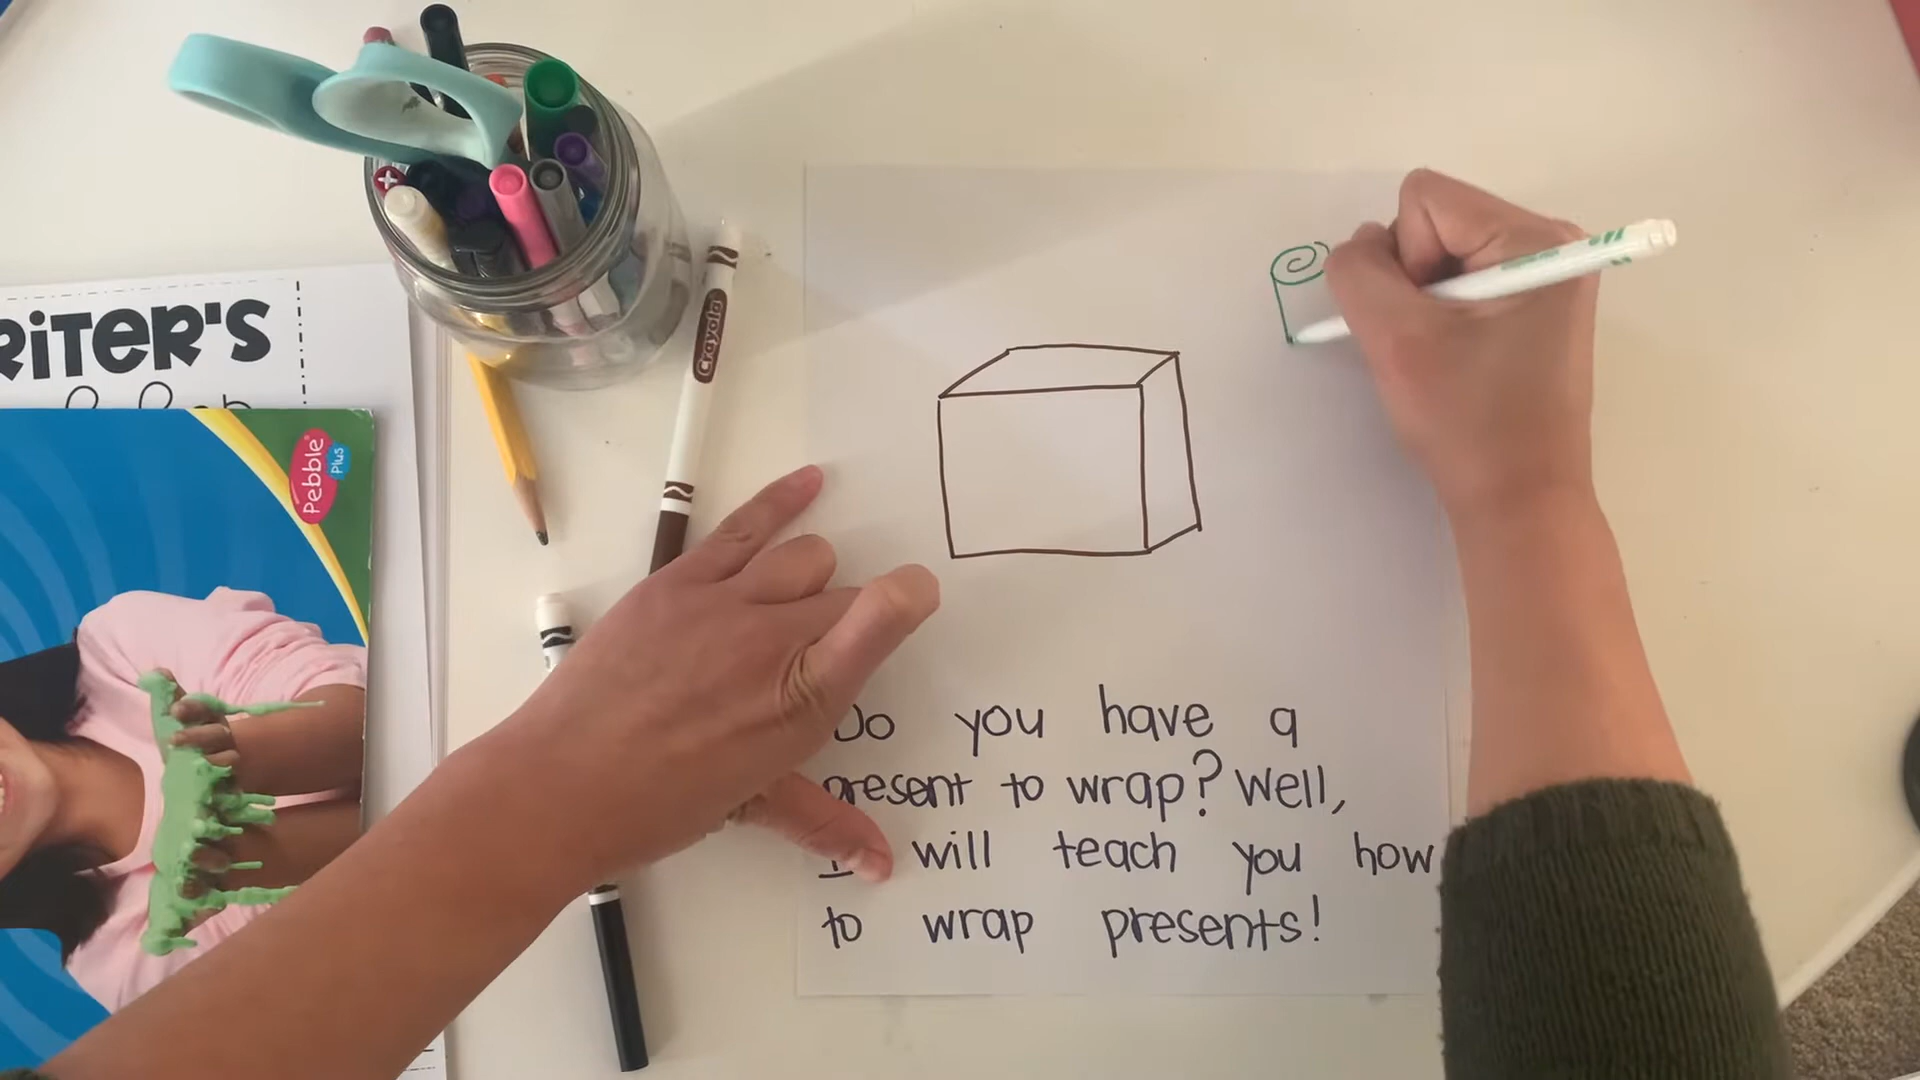 RITER'S
Pebble
Plus
Crayola
Do you have a
present to wrap? Well,
I will teach you how
to wrap presents!